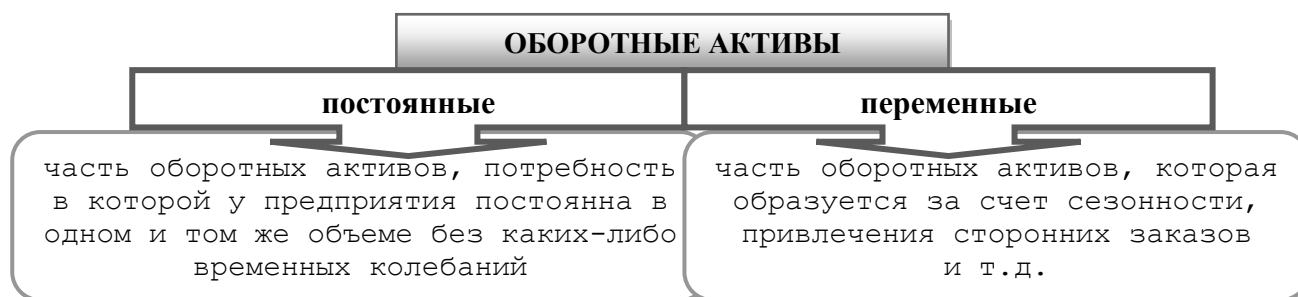 ОБОРОТНЫЕ АКТИВЫ
постоянные
переменные
часть оборотных активов, потребность
в которой у предприятия постоянна в
одном и том же объеме без каких-либо
временных колебаний
часть оборотных активов, которая
образуется за счет сезонности,
привлечения сторонних заказов
и т.д.